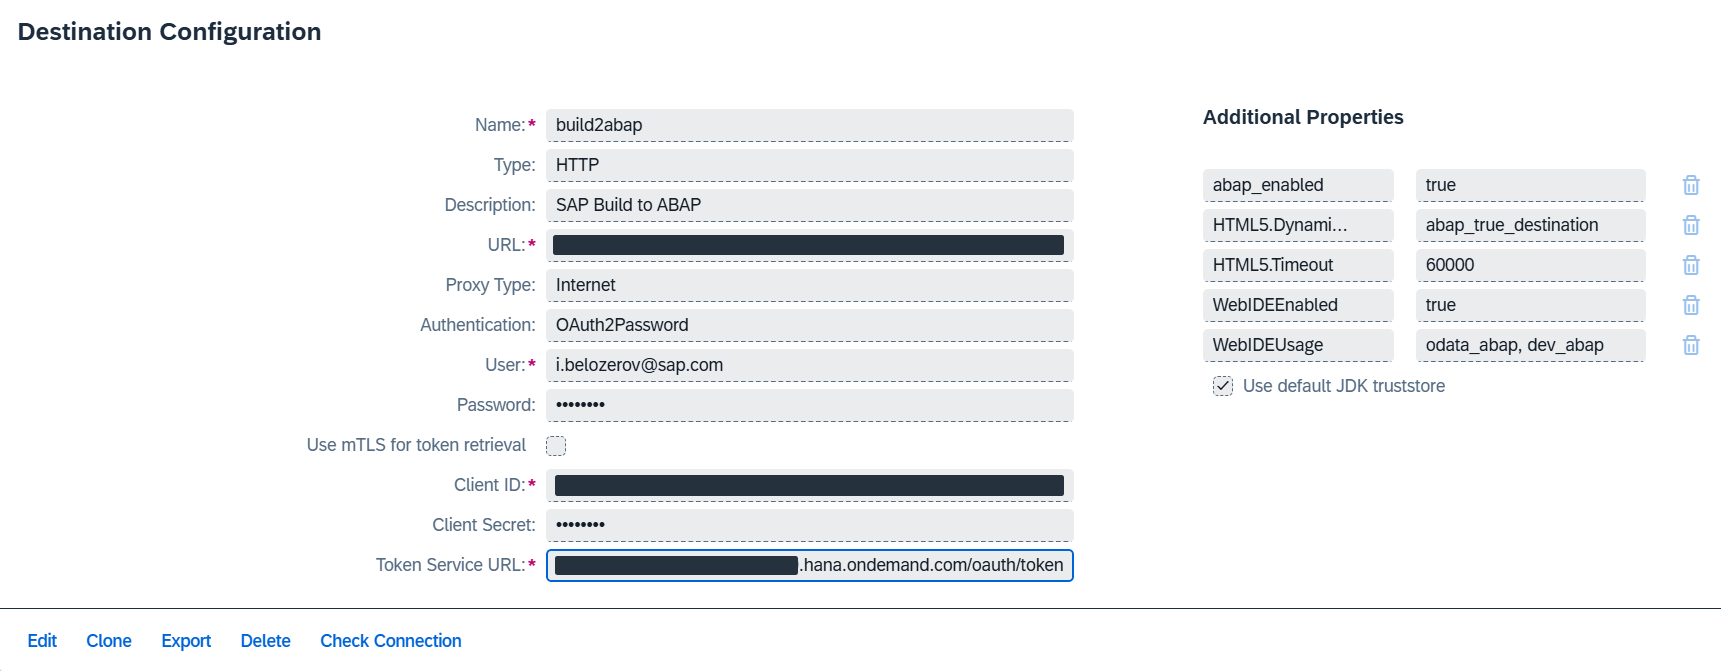 Destination Configuration
Name:* build2abap
Type: HTTP
Description: SAP Build to ABAP
URL:*
Proxy Type: Internet
Authentication: OAuth2Password
User:* i.belozerov@sap.com
Password: ••••••••
Use mTLS for token retrieval
Client ID:*
Client Secret: ••••••••
Token Service URL:* .hana.ondemand.com/oauth/token
Additional Properties
abap_enabled true
HTML5.Dynami... abap_true_destination
HTML5.Timeout 60000
WebIDEEnabled true
WebIDEUsage odata_abap, dev_abap
Use default JDK truststore
Edit Clone Export Delete Check Connection